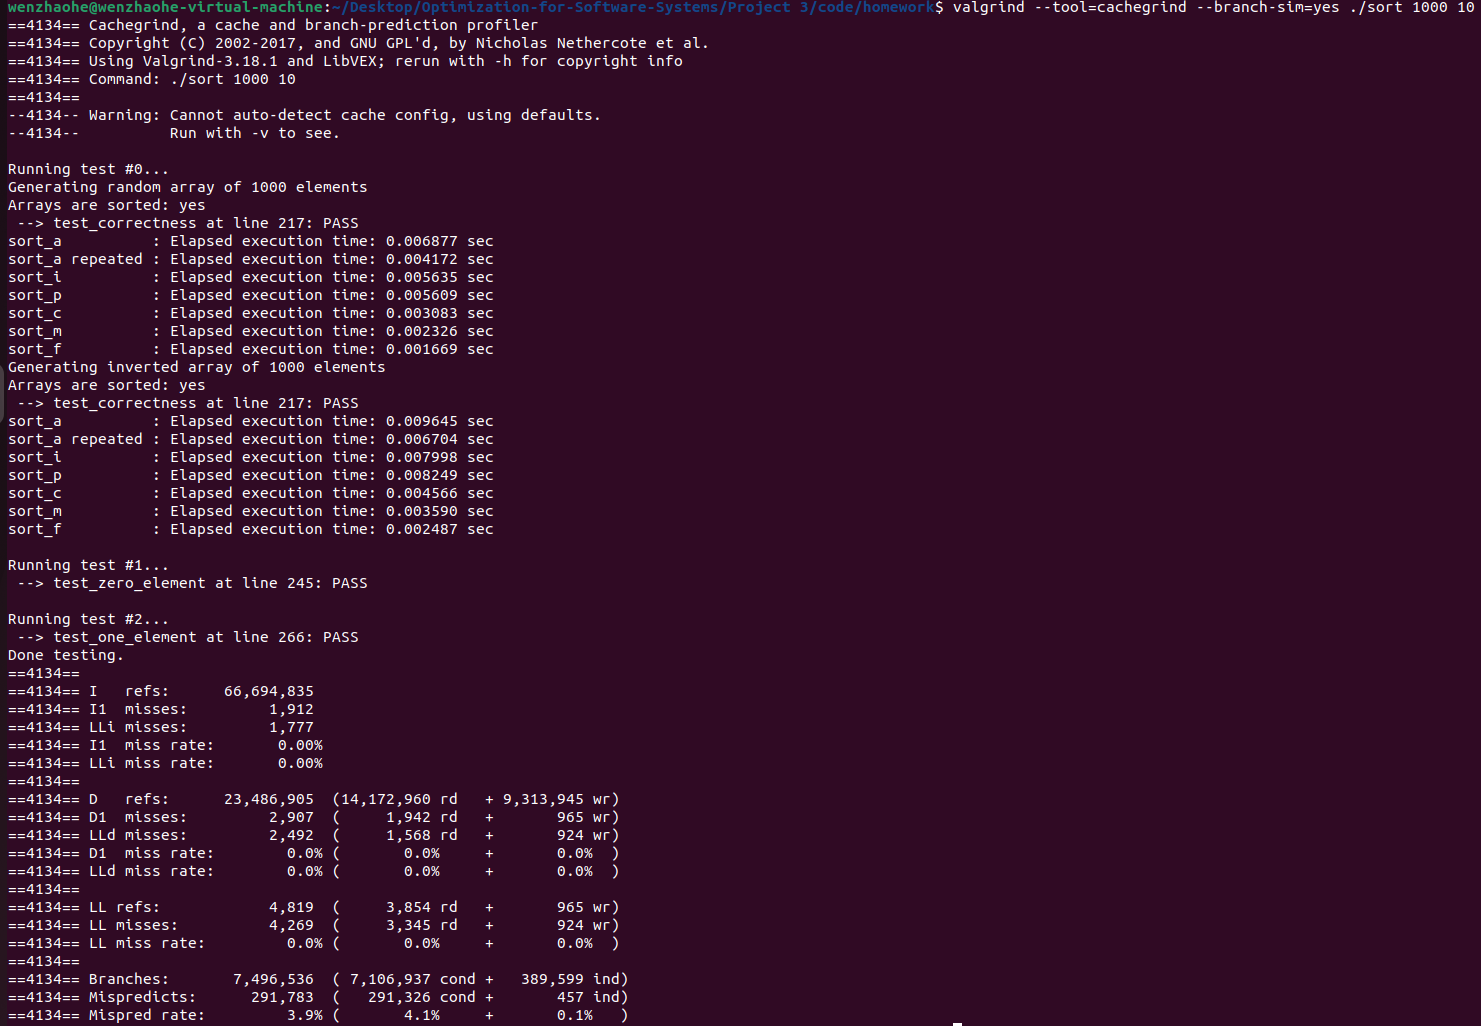 wenzhaohe@wenzhaohe-virtual-machine:~/Desktop/Optimization-for-Software-Systems/Project 3/code/homework$ valgrind --tool=cachegrind --branch-sim=yes ./sort 1000 10
==4134== Cachegrind, a cache and branch-prediction profiler
==4134== Copyright (C) 2002-2017, and GNU GPL'd, by Nicholas Nethercote et al.
==4134== Using Valgrind-3.18.1 and LibVEX; rerun with -h for copyright info
==4134== Command: ./sort 1000 10
==4134==
--4134-- Warning: Cannot auto-detect cache config, using defaults.
--4134--          Run with -v to see.
Running test #0...
Generating random array of 1000 elements
Arrays are sorted: yes
 --> test_correctness at line 217: PASS
sort_a          : Elapsed execution time: 0.006877 sec
sort_a repeated : Elapsed execution time: 0.004172 sec
sort_i          : Elapsed execution time: 0.005635 sec
sort_p          : Elapsed execution time: 0.005609 sec
sort_c          : Elapsed execution time: 0.003083 sec
sort_m          : Elapsed execution time: 0.002326 sec
sort_f          : Elapsed execution time: 0.001669 sec
Generating inverted array of 1000 elements
Arrays are sorted: yes
 --> test_correctness at line 217: PASS
sort_a          : Elapsed execution time: 0.009645 sec
sort_a repeated : Elapsed execution time: 0.006704 sec
sort_i          : Elapsed execution time: 0.007998 sec
sort_p          : Elapsed execution time: 0.008249 sec
sort_c          : Elapsed execution time: 0.004566 sec
sort_m          : Elapsed execution time: 0.003590 sec
sort_f          : Elapsed execution time: 0.002487 sec
Running test #1...
 --> test_zero_element at line 245: PASS
Running test #2...
 --> test_one_element at line 266: PASS
Done testing.
==4134==
==4134== I   refs:      66,694,835
==4134== I1  misses:         1,912
==4134== LLi misses:         1,777
==4134== I1  miss rate:       0.00%
==4134== LLi miss rate:       0.00%
==4134==
==4134== D   refs:      23,486,905  (14,172,960 rd   + 9,313,945 wr)
==4134== D1  misses:         2,907  (     1,942 rd   +       965 wr)
==4134== LLd misses:         2,492  (     1,568 rd   +       924 wr)
==4134== D1  miss rate:        0.0% (       0.0%     +       0.0%  )
==4134== LLd miss rate:        0.0% (       0.0%     +       0.0%  )
==4134==
==4134== LL refs:            4,819  (     3,854 rd   +       965 wr)
==4134== LL misses:          4,269  (     3,345 rd   +       924 wr)
==4134== LL miss rate:         0.0% (       0.0%     +       0.0%  )
==4134==
==4134== Branches:       7,496,536  ( 7,106,937 cond +   389,599 ind)
==4134== Mispredicts:      291,783  (   291,326 cond +       457 ind)
==4134== Mispred rate:         3.9% (       4.1%     +       0.1%   )